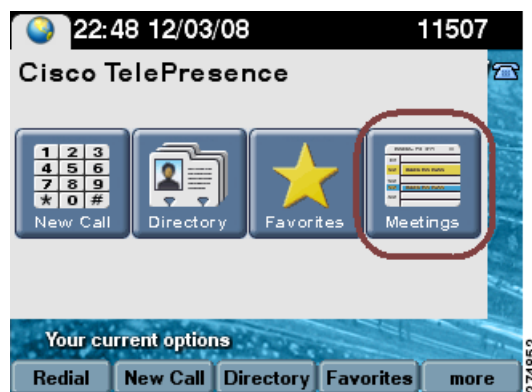 22:48 12/03/08 11507
Cisco TelePresence
1 2 3
4 5 6
7 8 9
* 0 #
New Call Directory Favorites Meetings
Your current options
Redial New Call Directory Favorites more